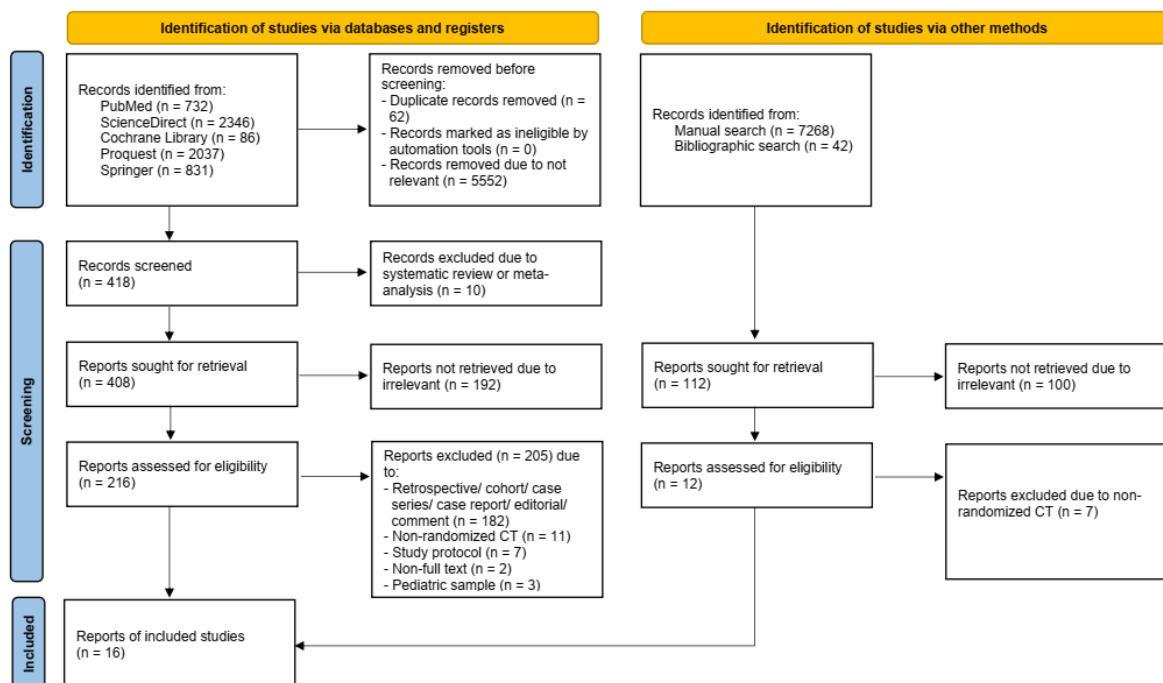 Identification of studies via databases and registers
Identification of studies via other methods
Identification
Records identified from:
PubMed (n = 732)
ScienceDirect (n = 2346)
Cochrane Library (n = 86)
Proquest (n = 2037)
Springer (n = 831)
Records removed before
screening:
- Duplicate records removed (n =
62)
- Records marked as ineligible by
automation tools (n = 0)
- Records removed due to not
relevant (n = 5552)
Records identified from:
Manual search (n = 7268)
Bibliographic search (n = 42)
Screening
Records screened
(n = 418)
Records excluded due to
systematic review or meta-
analysis (n = 10)
Reports sought for retrieval
(n = 408)
Reports not retrieved due to
irrelevant (n = 192)
Reports sought for retrieval
(n = 112)
Reports not retrieved due to
irrelevant (n = 100)
Reports assessed for eligibility
(n = 216)
Reports excluded (n = 205) due
to:
- Retrospective/ cohort/ case
series/ case report/ editorial/
comment (n = 182)
- Non-randomized CT (n = 11)
- Study protocol (n = 7)
- Non-full text (n = 2)
- Pediatric sample (n = 3)
Reports assessed for eligibility
(n = 12)
Reports excluded due to non-
randomized CT (n = 7)
Included
Reports of included studies
(n = 16)